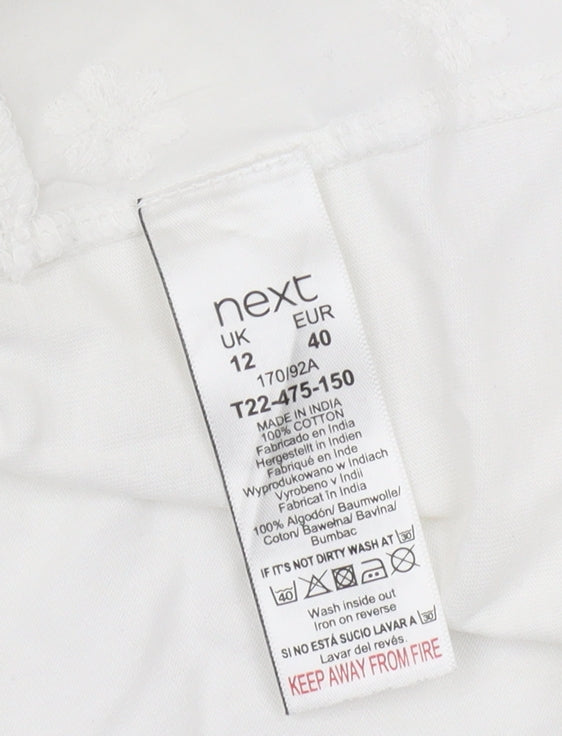 next
UK EUR
12 40
170/92A
T22-475-150
MADE IN INDIA
100% COTTON
Fabricado en India
Hergestellt in Indien
Fabriqué en Inde
Wyprodukowano w Indiach
Vyrobeno v Indii
Fabricat în India
100% Algodón/ Baumwolle/
Coton/ Bawełna/ Bavlna/
Bumbac
IF IT'S NOT DIRTY WASH AT 30
40
Wash inside out
Iron on reverse
SI NO ESTÁ SUCIO LAVAR A 30
Lavar del revés.
KEEP AWAY FROM FIRE